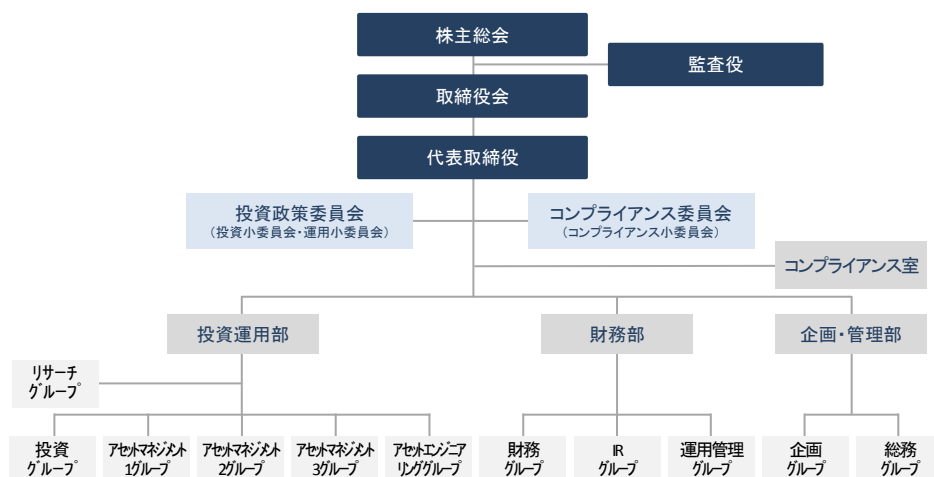 株主総会
監査役
取締役会
代表取締役
投資政策委員会
（投資小委員会・運用小委員会）
コンプライアンス委員会
（コンプライアンス小委員会）
コンプライアンス室
投資運用部
財務部
企画・管理部
リサーチ
グループ
投資
グループ
アセットマネジメント
1グループ
アセットマネジメント
2グループ
アセットマネジメント
3グループ
アセットエンジニア
リンググループ
財務
グループ
IR
グループ
運用管理
グループ
企画
グループ
総務
グループ